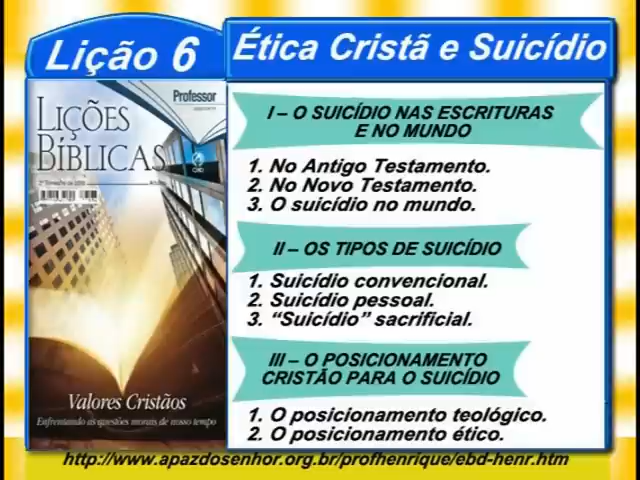 Lição 6
Ética Cristã e Suicídio
Professor
LIÇÕES
BÍBLICAS
CPAD
Valores Cristãos
Enfrentando as questões morais de nosso tempo
I – O SUICÍDIO NAS ESCRITURAS
E NO MUNDO
1. No Antigo Testamento.
2. No Novo Testamento.
3. O suicídio no mundo.
II – OS TIPOS DE SUICÍDIO
1. Suicídio convencional.
2. Suicídio pessoal.
3. “Suicídio” sacrificial.
III – O POSICIONAMENTO
CRISTÃO PARA O SUICÍDIO
1. O posicionamento teológico.
2. O posicionamento ético.
http://www.apazdosenhor.org.br/profhenrique/ebd-henr.htm